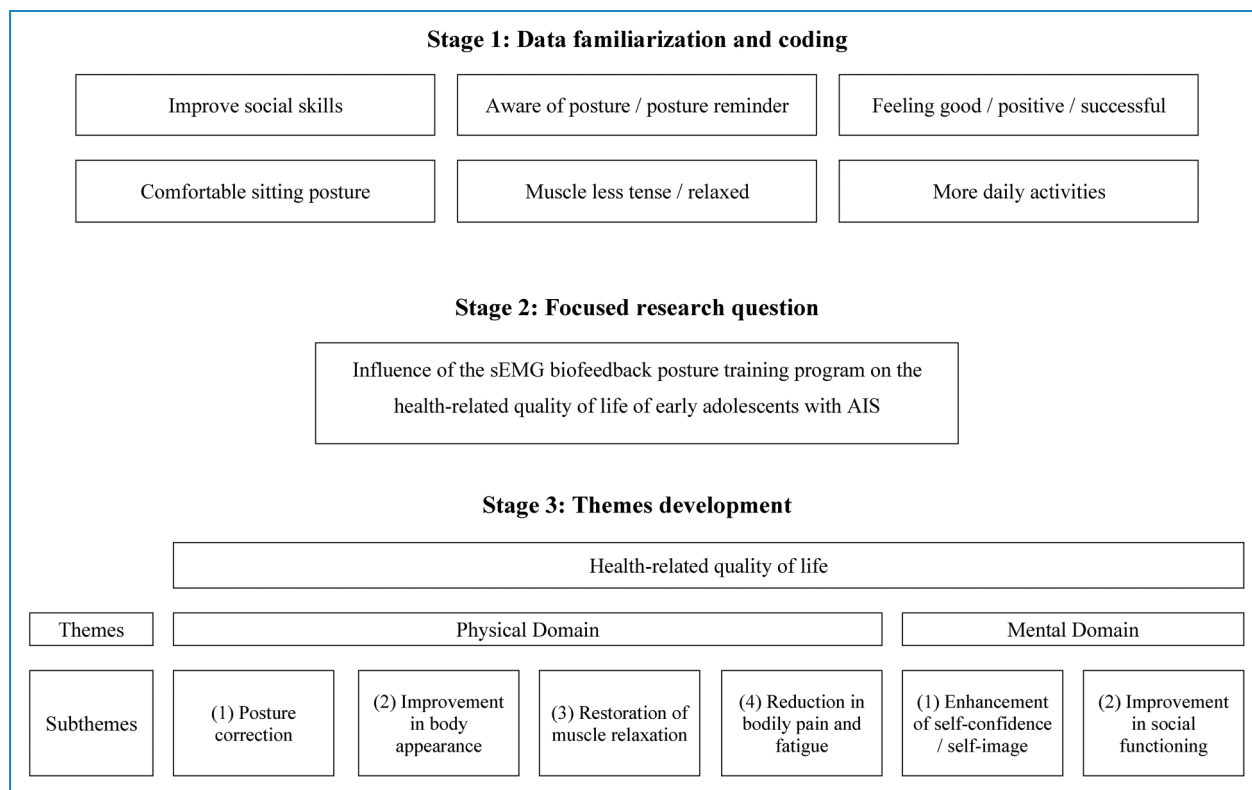 Stage 1: Data familiarization and coding
Improve social skills
Aware of posture / posture reminder
Feeling good / positive / successful
Comfortable sitting posture
Muscle less tense / relaxed
More daily activities
Stage 2: Focused research question
Influence of the sEMG biofeedback posture training program on the
health-related quality of life of early adolescents with AIS
Stage 3: Themes development
Health-related quality of life
Themes
Physical Domain
Mental Domain
Subthemes
(1) Posture
correction
(2) Improvement
in body
appearance
(3) Restoration of
muscle relaxation
(4) Reduction in
bodily pain and
fatigue
(1) Enhancement
of self-confidence
/ self-image
(2) Improvement
in social
functioning